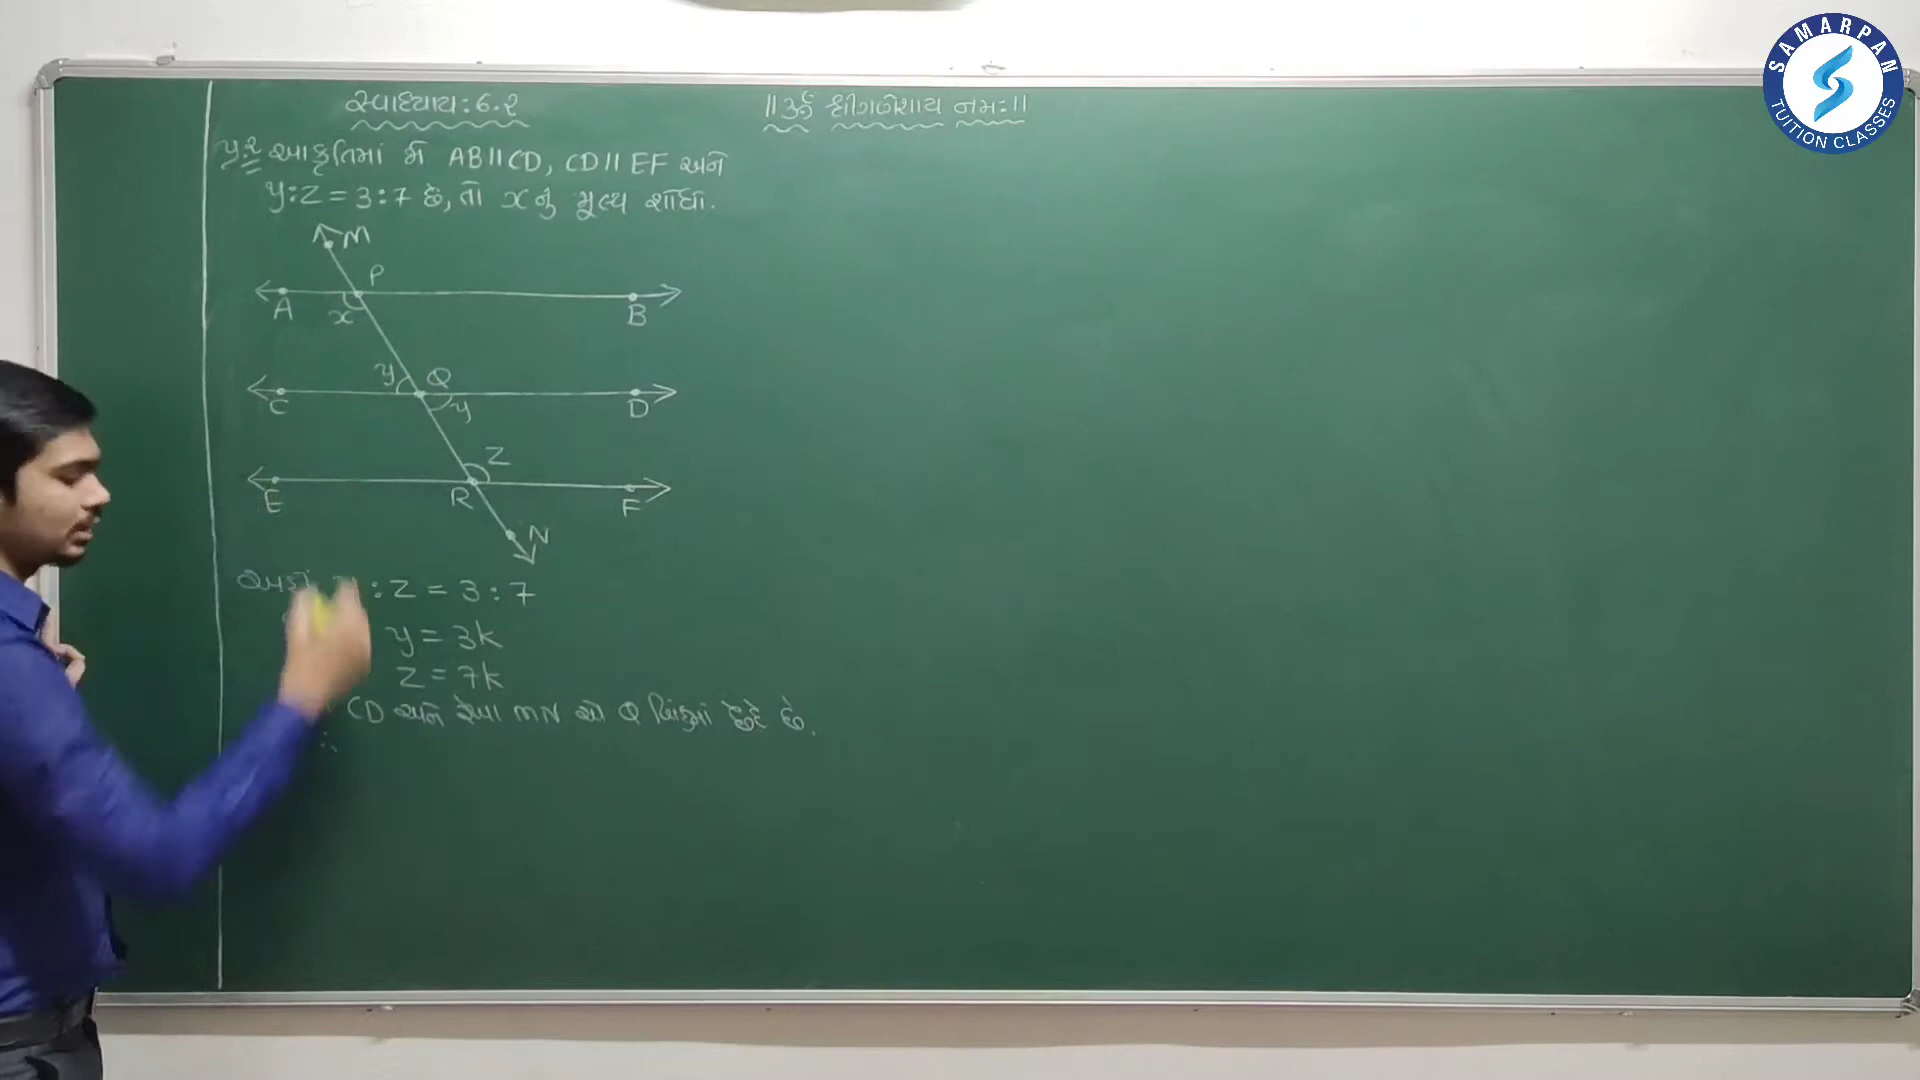 સ્વાધ્યાય: 6.2
॥ૐ શ્રી ગણેશાય નમઃ॥
પ્ર.2 આકૃતિમાં જો AB||CD, CD||EF અને
y:z = 3:7 છે, તો x નું મૂલ્ય શોધો.
M
P
A
x
B
y
Q
C
y
D
Z
E
R
F
N
: z = 3 : 7
y = 3k
z = 7k
CD અને રેખા MN એ Q બિંદુમાં છેદે છે.
∴
SAMARPAN
TUITION CLASSES